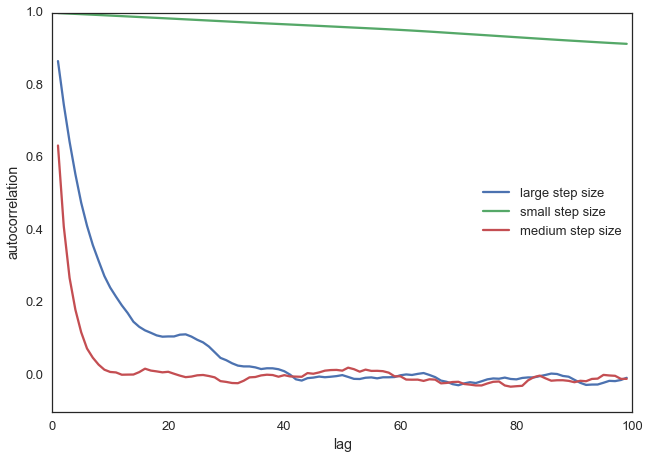 1.0
0.8
0.6
0.4
0.2
0.0
autocorrelation
large step size
small step size
medium step size
0 20 40 60 80 100
lag